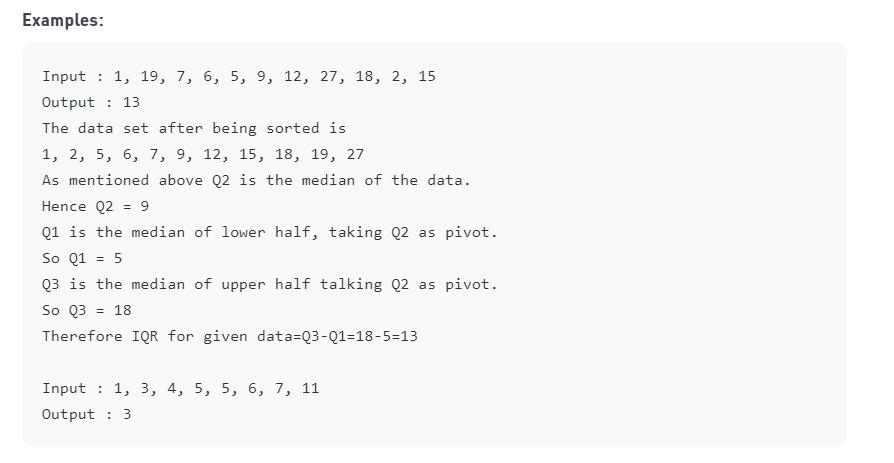 Examples:
Input : 1, 19, 7, 6, 5, 9, 12, 27, 18, 2, 15
Output : 13
The data set after being sorted is
1, 2, 5, 6, 7, 9, 12, 15, 18, 19, 27
As mentioned above Q2 is the median of the data.
Hence Q2 = 9
Q1 is the median of lower half, taking Q2 as pivot.
So Q1 = 5
Q3 is the median of upper half talking Q2 as pivot.
So Q3 = 18
Therefore IQR for given data=Q3-Q1=18-5=13
Input : 1, 3, 4, 5, 5, 6, 7, 11
Output : 3